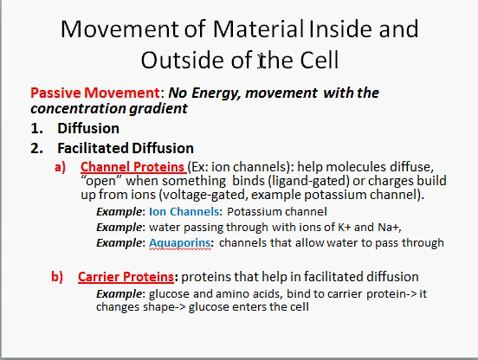 Movement of Material Inside and
Outside of the Cell
Passive Movement: No Energy, movement with the
concentration gradient
1. Diffusion
2. Facilitated Diffusion
a) Channel Proteins (Ex: ion channels): help molecules diffuse,
"open" when something binds (ligand-gated) or charges build
up from ions (voltage-gated, example potassium channel).
Example: Ion Channels: Potassium channel
Example: water passing through with ions of K+ and Na+,
Example: Aquaporins: channels that allow water to pass through
b) Carrier Proteins: proteins that help in facilitated diffusion
Example: glucose and amino acids, bind to carrier protein-> it
changes shape-> glucose enters the cell